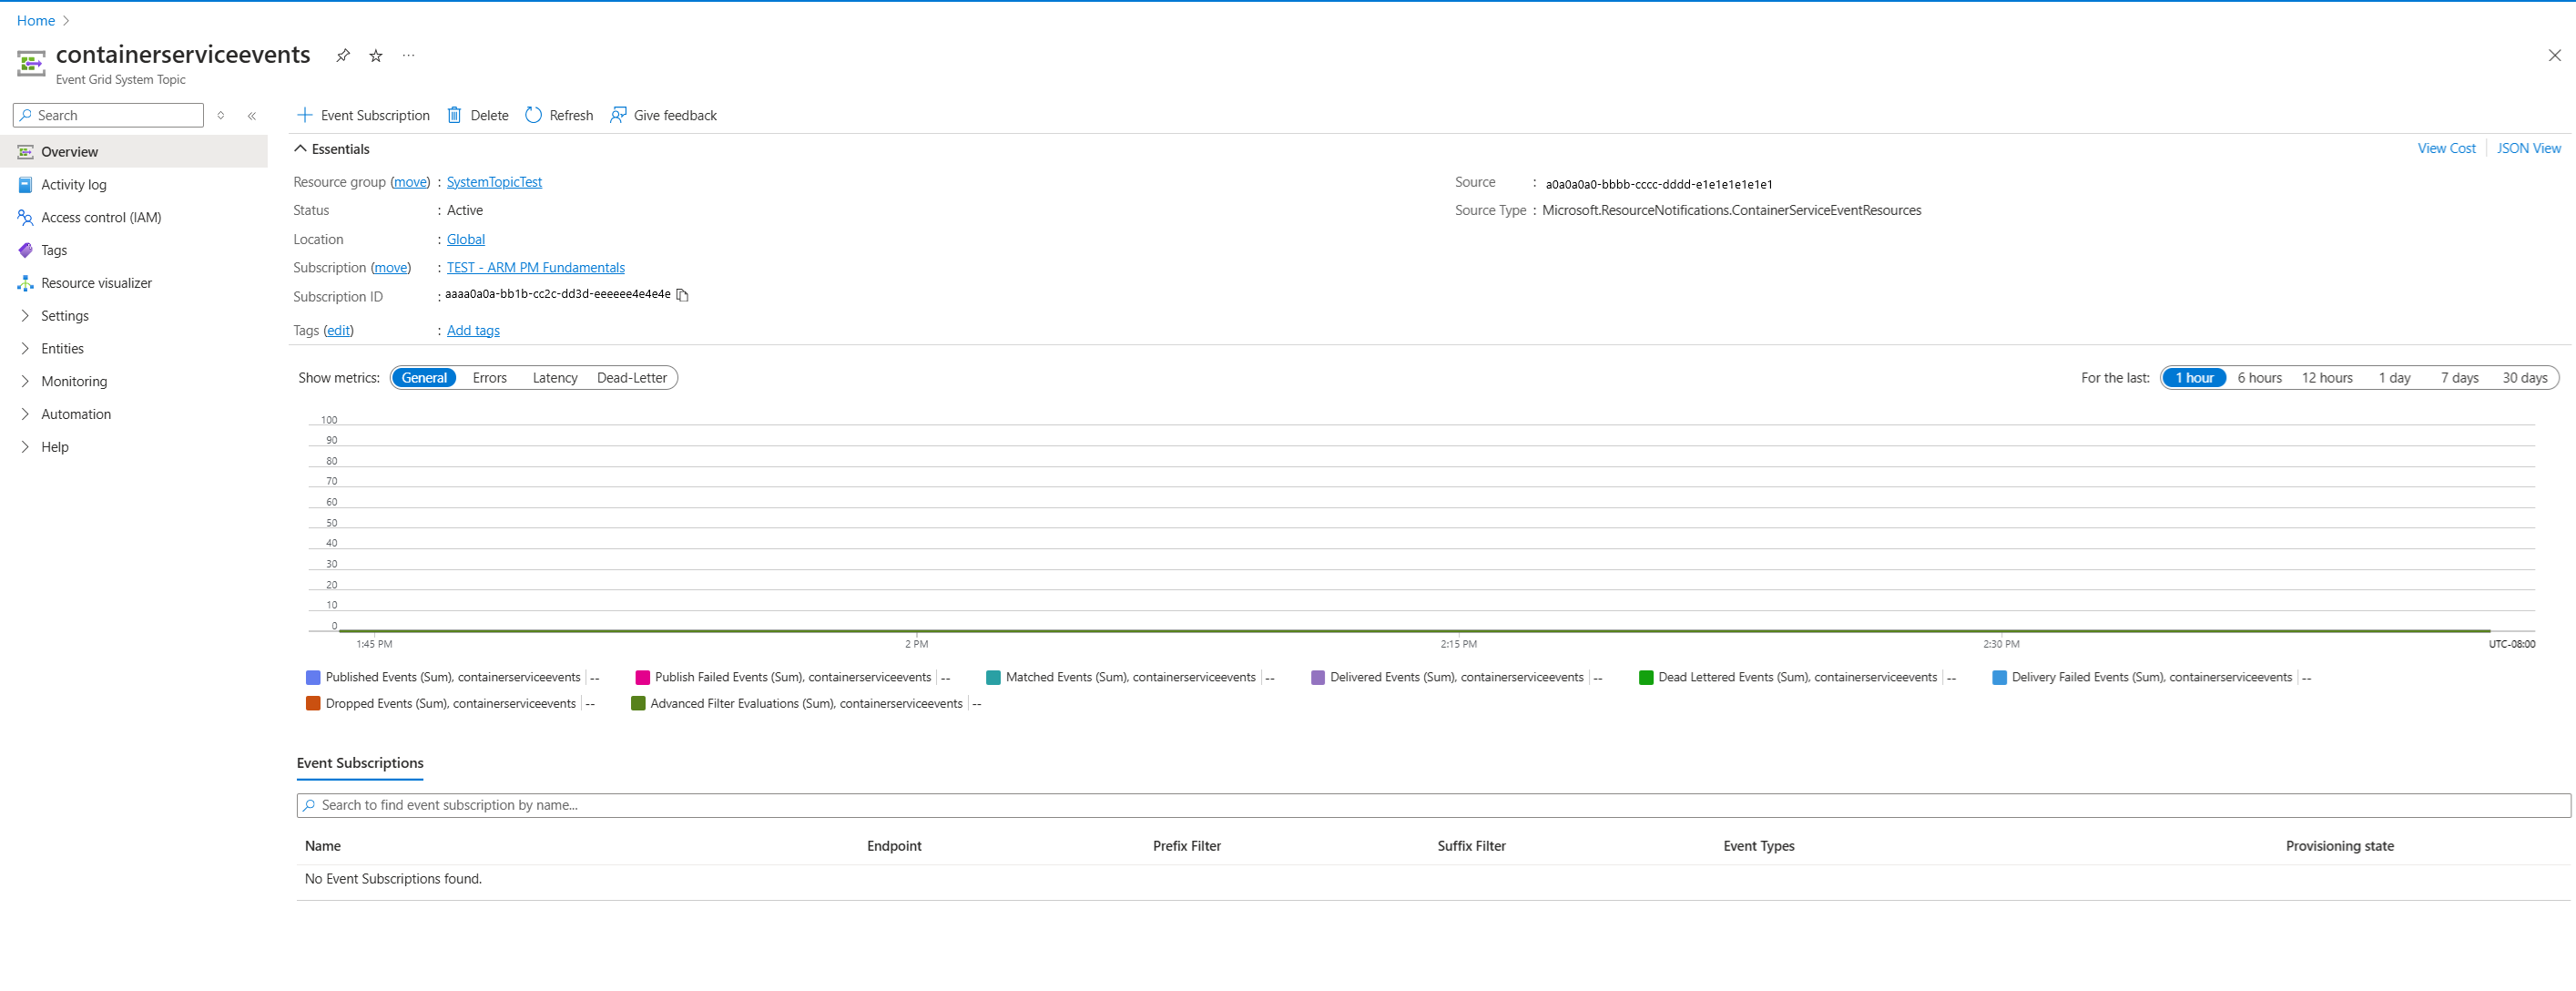 Home
containerserviceevents
Event Grid System Topic
Search
Event Subscription Delete Refresh Give feedback
Overview
Activity log
Access control (IAM)
Tags
Resource visualizer
Settings
Entities
Monitoring
Automation
Help
Essentials
View Cost JSON View
Resource group (move) : SystemTopicTest
Status : Active
Location : Global
Subscription (move) : TEST - ARM PM Fundamentals
Subscription ID : aaaa0a0a-bb1b-cc2c-dd3d-eeeeee4e4e4e
Tags (edit) : Add tags
Source : a0a0a0a0-bbbb-cccc-dddd-e1e1e1e1e1e1
Source Type : Microsoft.ResourceNotifications.ContainerServiceEventResources
Show metrics: General Errors Latency Dead-Letter
For the last: 1 hour 6 hours 12 hours 1 day 7 days 30 days
100
90
80
70
60
50
40
30
20
10
0
1:45 PM 2 PM 2:15 PM 2:30 PM UTC-08:00
Published Events (Sum), containerserviceevents -- Publish Failed Events (Sum), containerserviceevents -- Matched Events (Sum), containerserviceevents -- Delivered Events (Sum), containerserviceevents -- Dead Lettered Events (Sum), containerserviceevents -- Delivery Failed Events (Sum), containerserviceevents --
Dropped Events (Sum), containerserviceevents -- Advanced Filter Evaluations (Sum), containerserviceevents --
Event Subscriptions
Search to find event subscription by name...
Name Endpoint Prefix Filter Suffix Filter Event Types Provisioning state
No Event Subscriptions found.